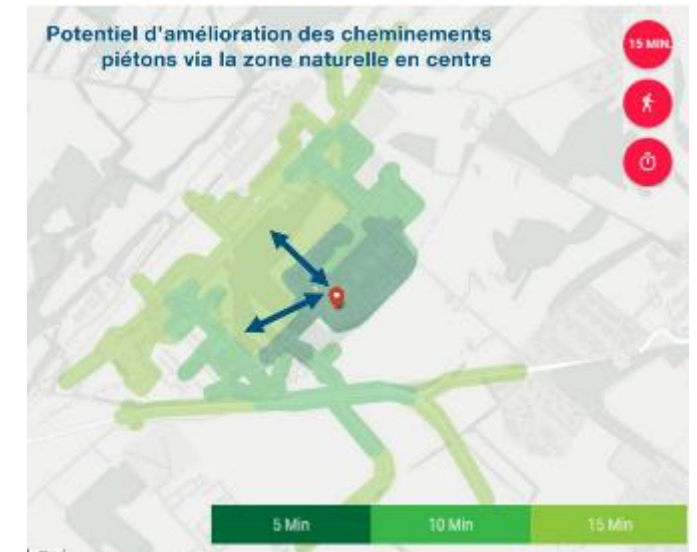 Potentiel d'amélioration des cheminements
piétons via la zone naturelle en centre
15 MIN.
5 Min
10 Min
15 Min